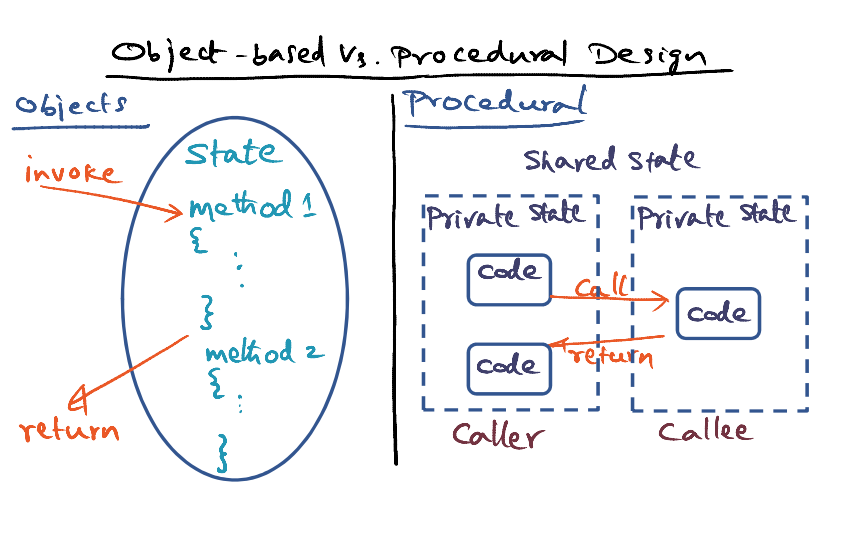 Object-based Vs. Procedural Design
Objects
invoke
State
method 1
{
:
}
method 2
{
:
}
return
Procedural
Shared State
Private State
Code
Code
Caller
Call
return
Private State
Code
Callee